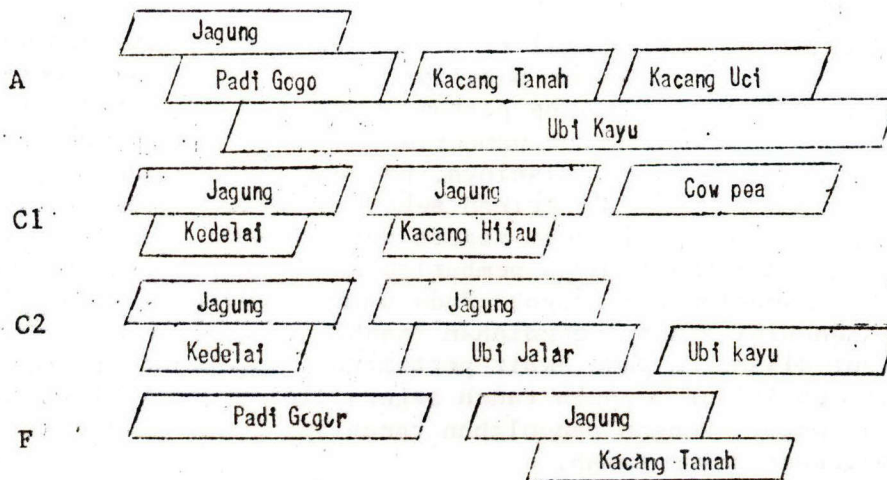 Jagung
A
Padi Gogo Kacang Tanah Kacang Uci
Ubi Kayu
Jagung Jagung Cow pea
C1
Kedelai Kacang Hijau
Jagung Jagung
C2
Kedelai Ubi Jalar Ubi kayu
Padi Jagung
F
Kacang Tanah